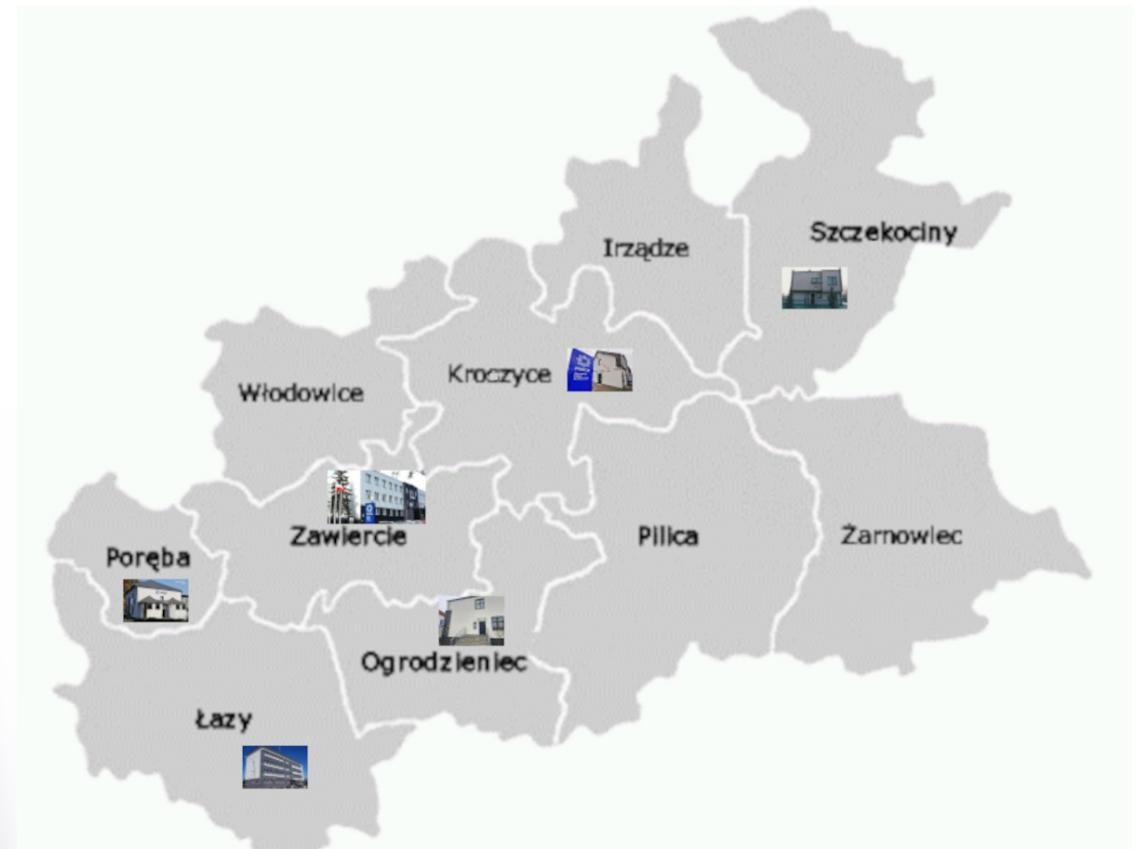 Szczekociny
Irządze
Kroczyce
Włodowice
Zawiercie
Pilica
Żarnowiec
Poręba
Ogrodzieniec
Łazy